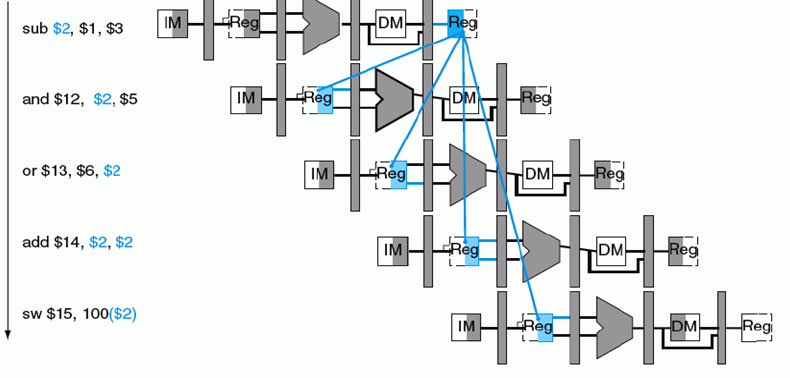 sub $2, $1, $3
IM Reg DM Reg
and $12, $2, $5
IM Reg DM Reg
or $13, $6, $2
IM Reg DM Reg
add $14, $2, $2
IM Reg DM Reg
sw $15, 100($2)
IM Reg DM Reg